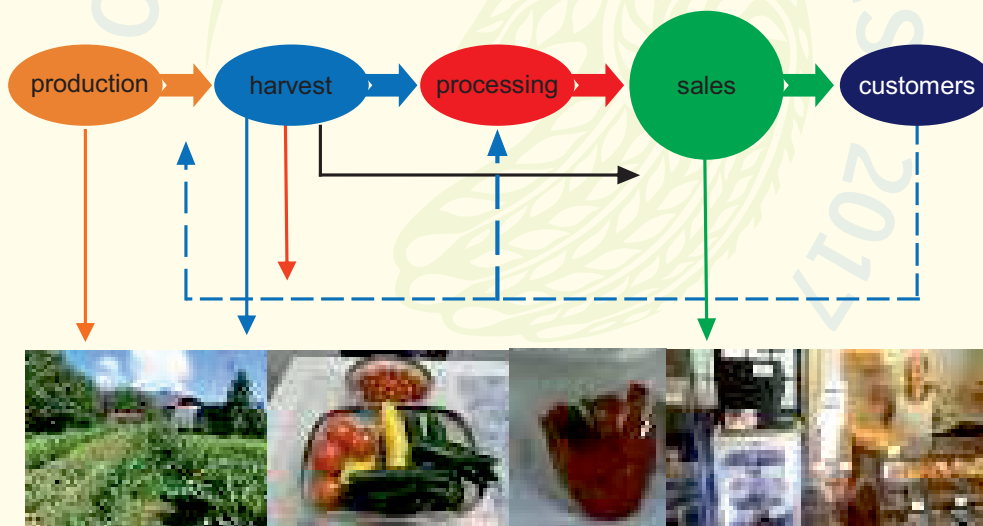 production
harvest
processing
sales
customers
2017